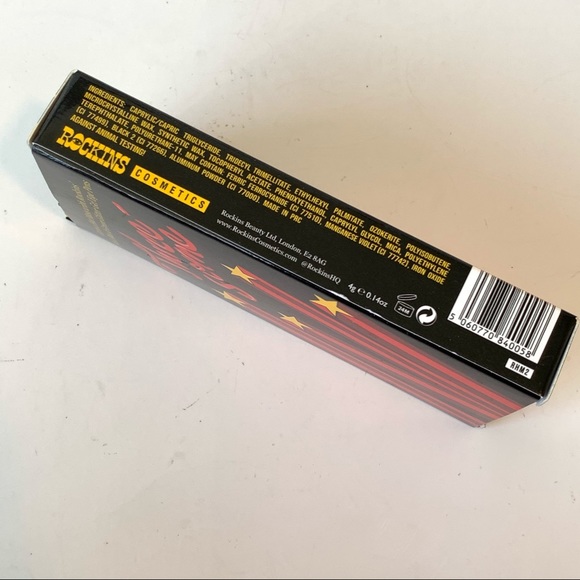 INGREDIENTS: CAPRYLIC/CAPRIC TRIGLYCERIDE, TRIDECYL TRIMELLITATE, ETHYLHEXYL PALMITATE, OZOKERITE, POLYISOBUTENE,
MICROCRYSTALLINE WAX, SYNTHETIC WAX, TOCOPHERYL ACETATE, PHENOXYETHANOL, CAPRYLYL GLYCOL, MICA, POLYETHYLENE
TEREPHTHALATE, POLYURETHANE-11. MAY CONTAIN: FERRIC FERROCYANIDE (CI 77510), MANGANESE VIOLET (CI 77742), IRON OXIDE
(CI 77499), BLACK 2 (CI 77266), ALUMINUM POWDER (CI 77000). MADE IN PRC
AGAINST ANIMAL TESTING!
ROCKINS
COSMETICS
Rockins Beauty Ltd, London, E2 8AG
www.RockinsCosmetics.com @RockinsHQ
4g e 0.14oz
24M
5 060770 840058
RHM2